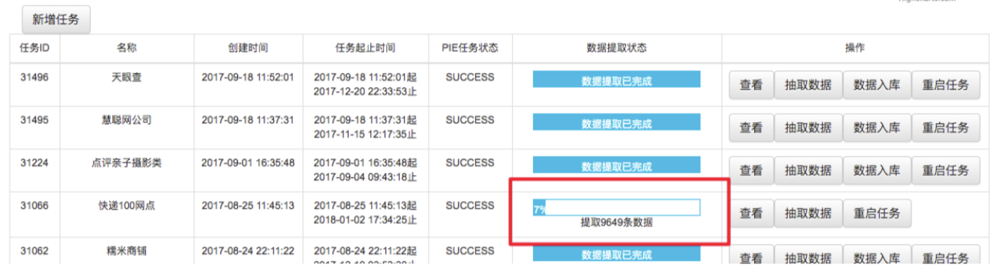 新增任务
任务ID 名称 创建时间 任务起止时间 PIE任务状态 数据提取状态 操作
31496 天眼查 2017-09-18 11:52:01 2017-09-18 11:52:01起 SUCCESS 数据提取已完成 查看 抽取数据 数据入库 重启任务
2017-12-20 22:33:53止
31495 慧聪网公司 2017-09-18 11:37:31 2017-09-18 11:37:31起 SUCCESS 数据提取已完成 查看 抽取数据 数据入库 重启任务
2017-11-15 12:17:35止
31224 点评亲子摄影类 2017-09-01 16:35:48 2017-09-01 16:35:48起 SUCCESS 数据提取已完成 查看 抽取数据 数据入库 重启任务
2017-09-04 09:43:18止
31066 快递100网点 2017-08-25 11:45:13 2017-08-25 11:45:13起 SUCCESS 7% 查看 抽取数据 重启任务
2018-01-02 17:34:25止 提取9649条数据
31062 糯米商铺 2017-08-24 22:11:22 2017-08-24 22:11:22起 SUCCESS 数据提取已完成 查看 抽取数据 数据入库 重启任务